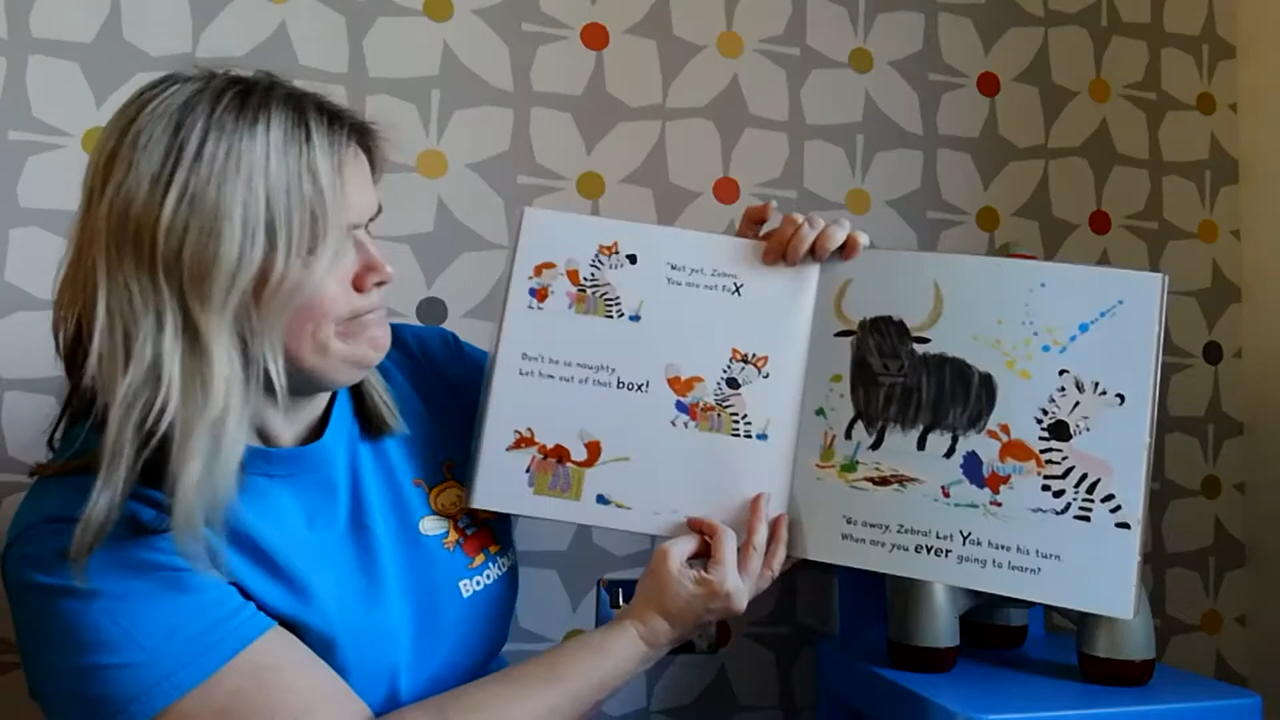 "Not yet, Zebra.
You are not FoX
Don't be so naughty.
Let him out of that box!
"Go away, Zebra! Let Yak have his turn.
When are you ever going to learn?